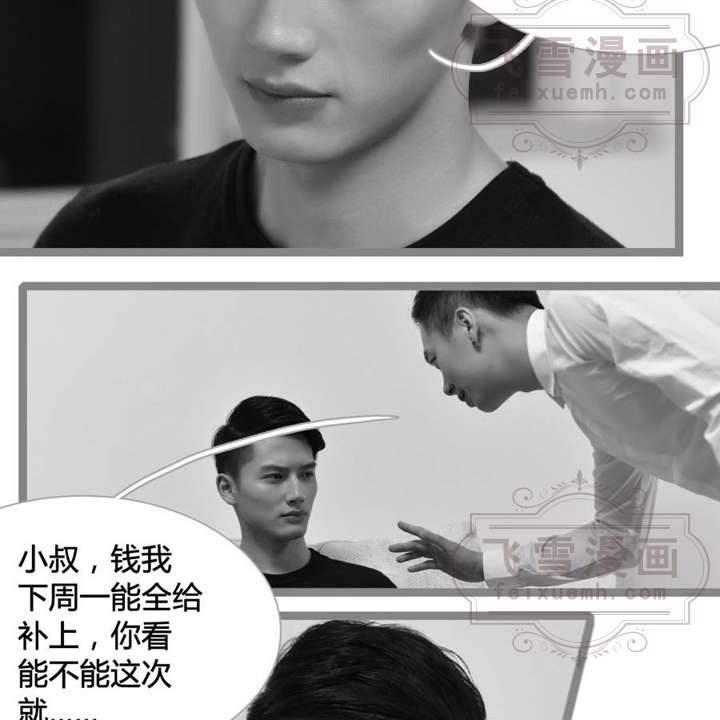 飞雪漫画
feixuemh.com
飞雪漫画
feixuemh.com
小叔，钱我
下周一能全给
补上，你看
能不能这次
就......